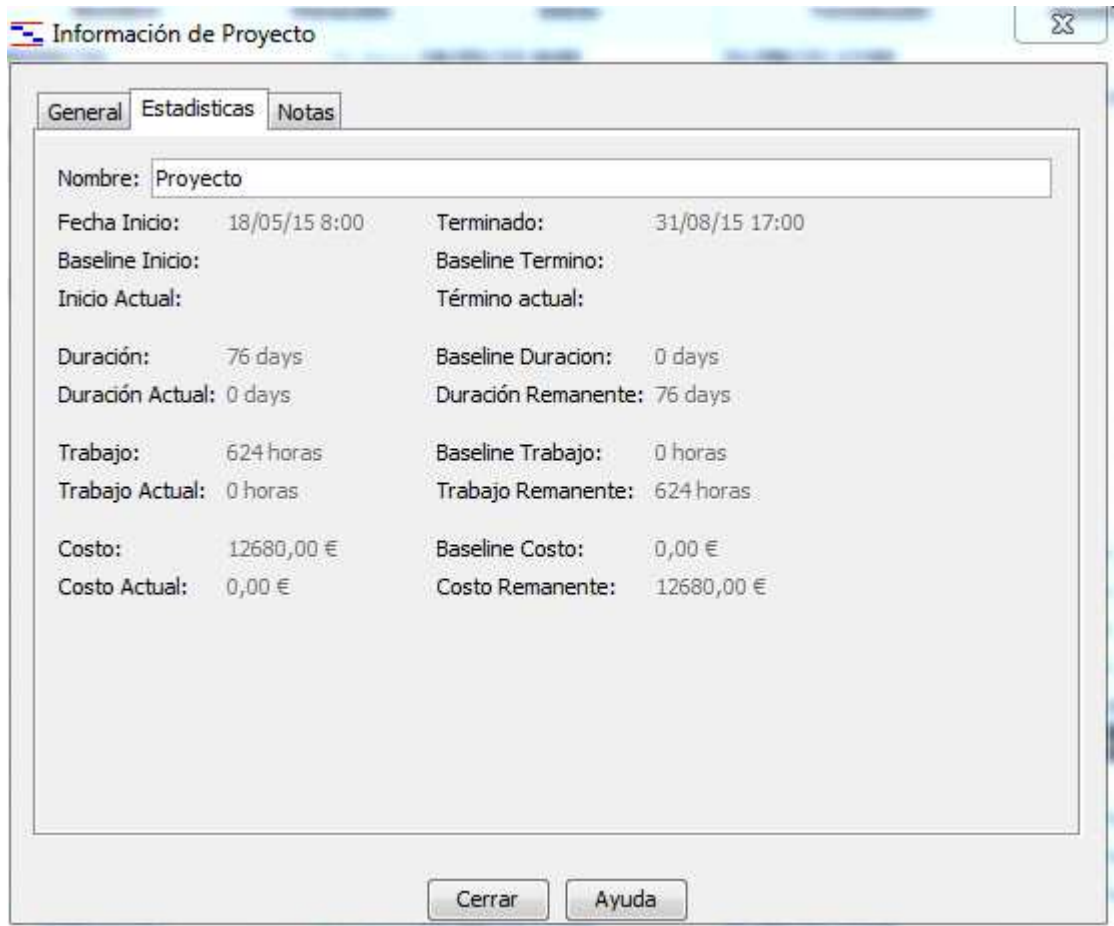 Información de Proyecto
General Estadisticas Notas
Nombre: Proyecto
Fecha Inicio: 18/05/15 8:00 Terminado: 31/08/15 17:00
Baseline Inicio: Baseline Termino:
Inicio Actual: Término actual:
Duración: 76 days Baseline Duracion: 0 days
Duración Actual: 0 days Duración Remanente: 76 days
Trabajo: 624 horas Baseline Trabajo: 0 horas
Trabajo Actual: 0 horas Trabajo Remanente: 624 horas
Costo: 12680,00 € Baseline Costo: 0,00 €
Costo Actual: 0,00 € Costo Remanente: 12680,00 €
Cerrar Ayuda